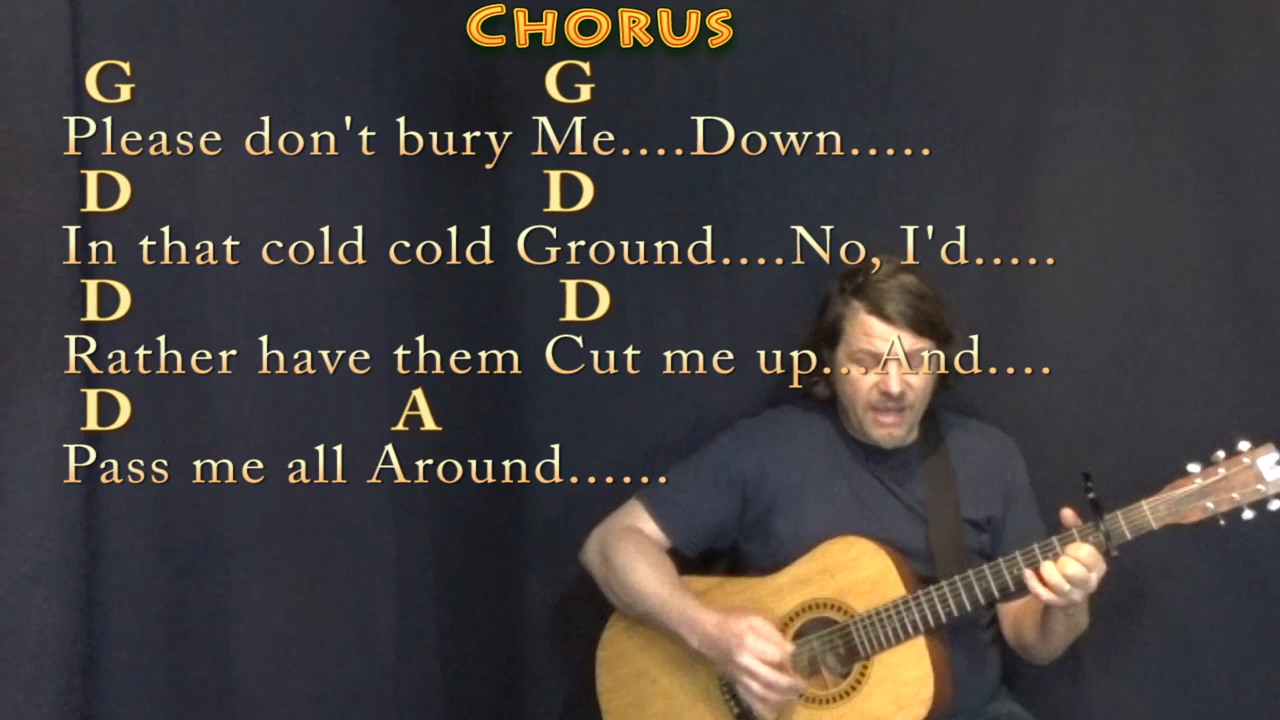 CHORUS
G G
Please don't bury Me....Down.....
D D
In that cold cold Ground....No, I'd.....
D D
Rather have them Cut me up...And....
D A
Pass me all Around......